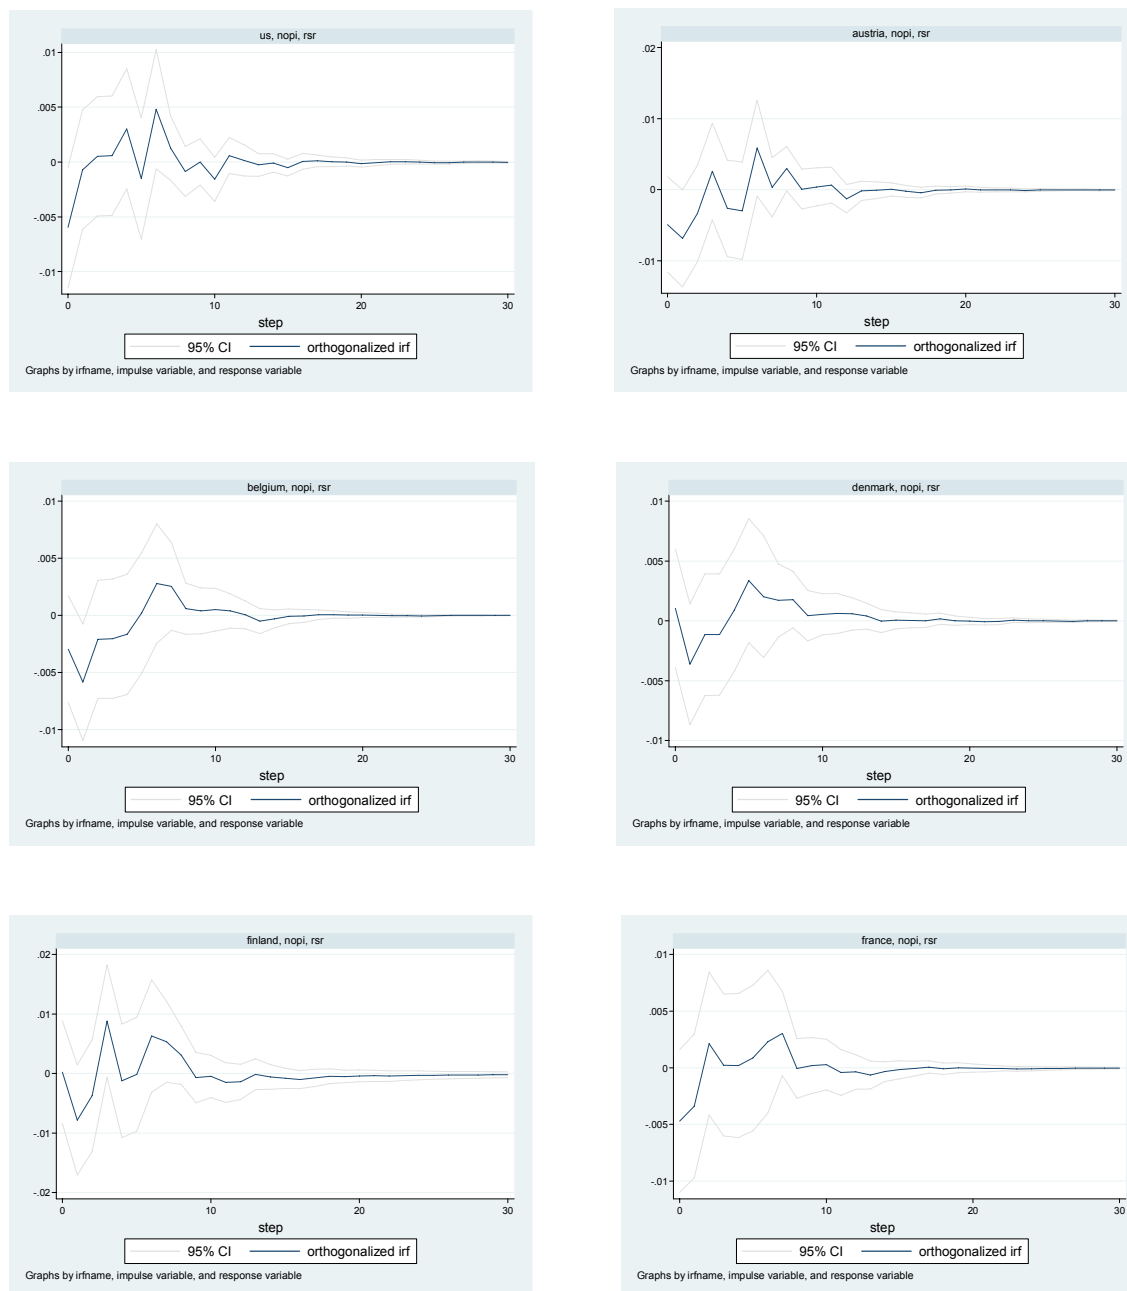 us, nopi, rsr
.01
.005
0
-.005
-.01
0 10 20 30
step
95% CI orthogonalized irf
Graphs by irfname, impulse variable, and response variable
austria, nopi, rsr
.02
.01
0
-.01
0 10 20 30
step
95% CI orthogonalized irf
Graphs by irfname, impulse variable, and response variable
belgium, nopi, rsr
.01
.005
0
-.005
-.01
0 10 20 30
step
95% CI orthogonalized irf
Graphs by irfname, impulse variable, and response variable
denmark, nopi, rsr
.01
.005
0
-.005
-.01
0 10 20 30
step
95% CI orthogonalized irf
Graphs by irfname, impulse variable, and response variable
finland, nopi, rsr
.02
.01
0
-.01
-.02
0 10 20 30
step
95% CI orthogonalized irf
Graphs by irfname, impulse variable, and response variable
france, nopi, rsr
.01
.005
0
-.005
-.01
0 10 20 30
step
95% CI orthogonalized irf
Graphs by irfname, impulse variable, and response variable